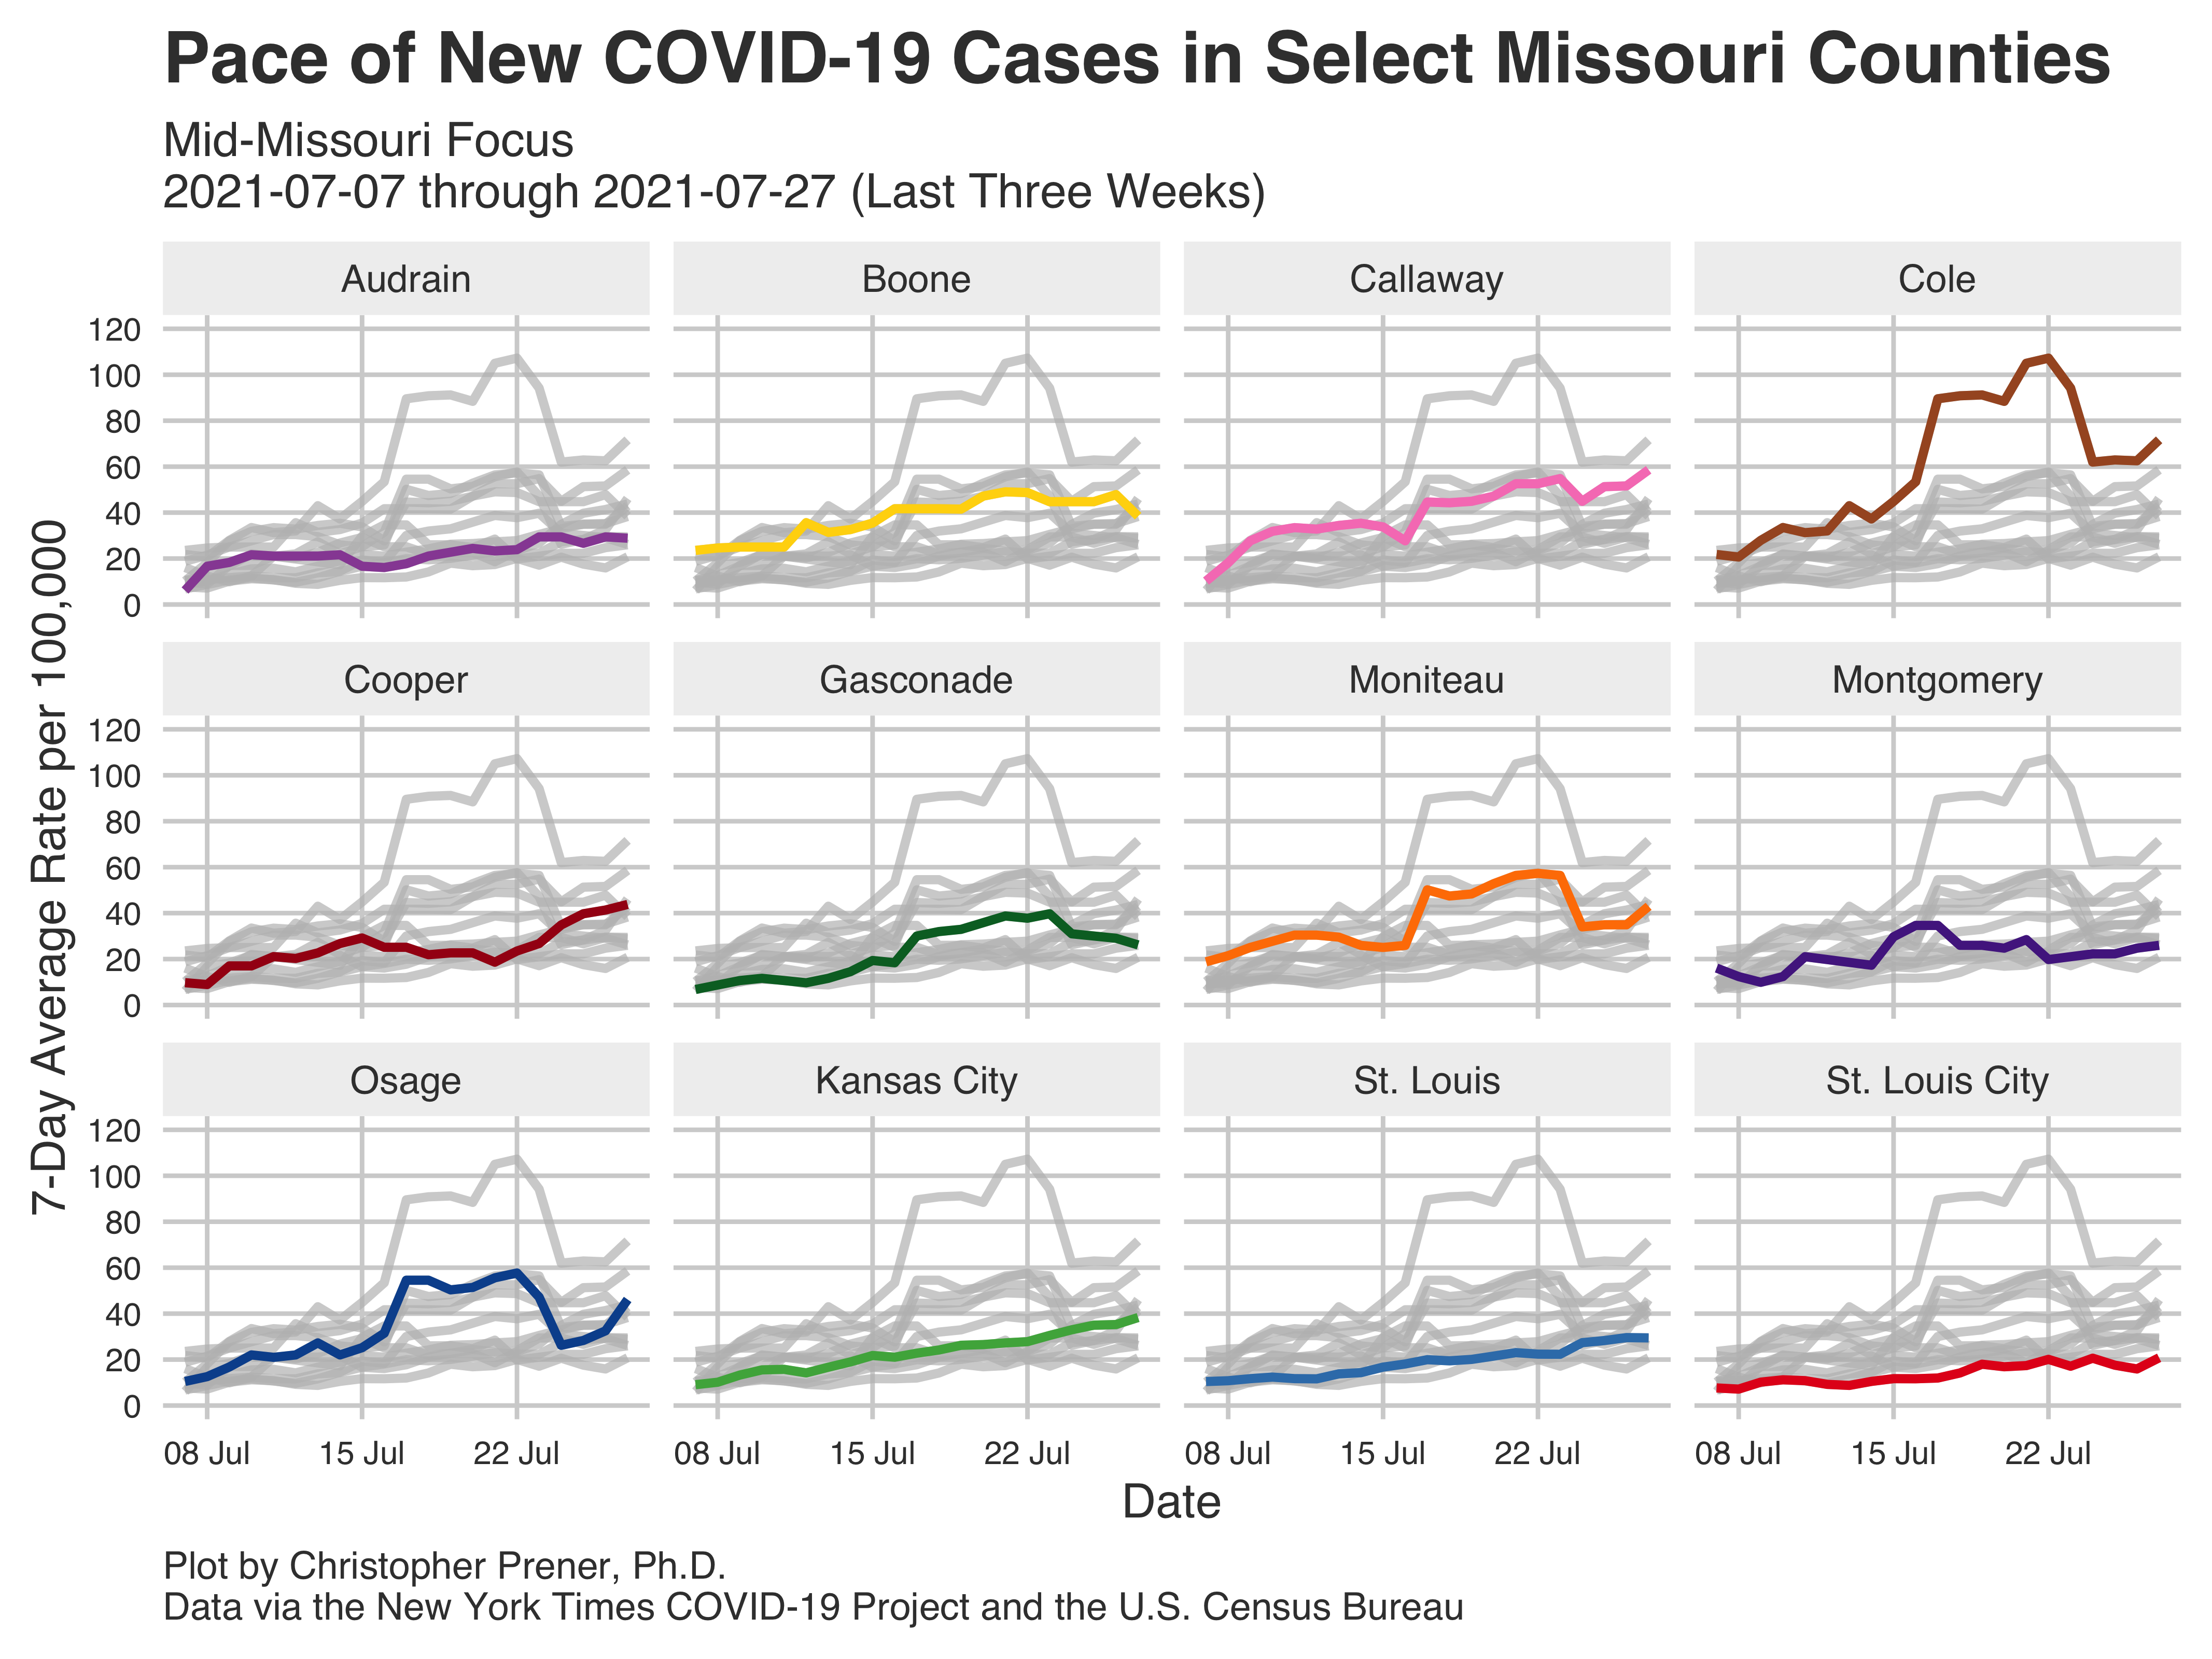 Pace of New COVID-19 Cases in Select Missouri Counties
Mid-Missouri Focus
2021-07-07 through 2021-07-27 (Last Three Weeks)
7-Day Average Rate per 100,000
Audrain
Boone
Callaway
Cole
120
100
80
60
40
20
0
Cooper
Gasconade
Moniteau
Montgomery
120
100
80
60
40
20
0
Osage
Kansas City
St. Louis
St. Louis City
120
100
80
60
40
20
0
08 Jul 15 Jul 22 Jul
08 Jul 15 Jul 22 Jul
08 Jul 15 Jul 22 Jul
08 Jul 15 Jul 22 Jul
Date
Plot by Christopher Prener, Ph.D.
Data via the New York Times COVID-19 Project and the U.S. Census Bureau